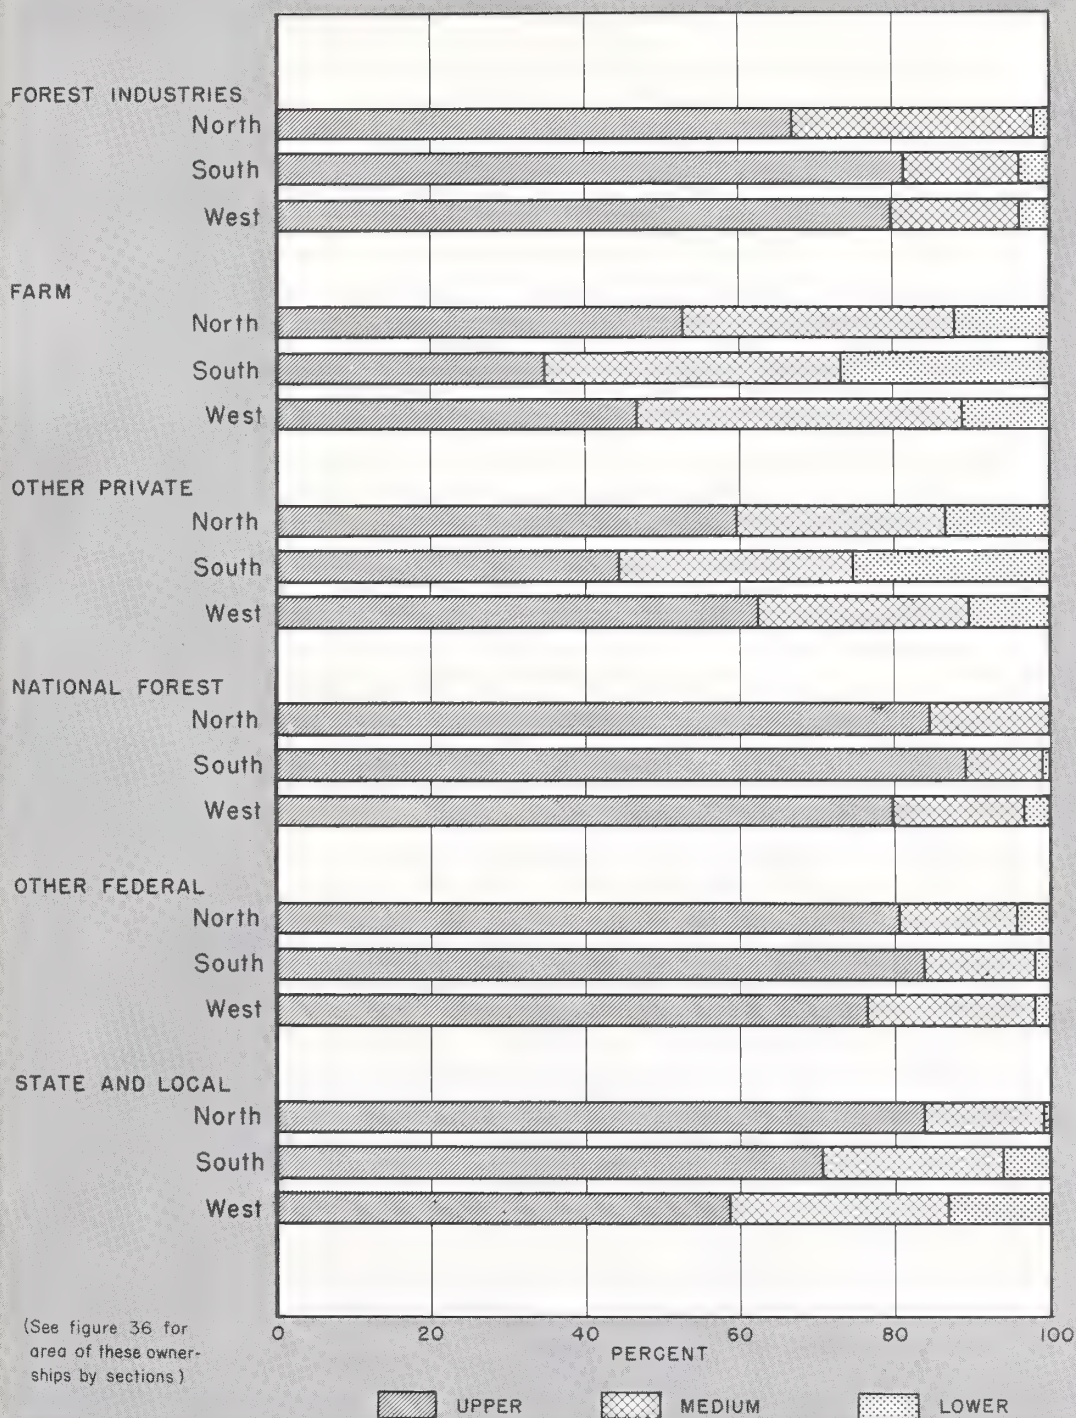 FOREST INDUSTRIES
North
South
West
FARM
North
South
West
OTHER PRIVATE
North
South
West
NATIONAL FOREST
North
South
West
OTHER FEDERAL
North
South
West
STATE AND LOCAL
North
South
West
(See figure 36 for
area of these owner-
ships by sections)
0 20 40 60 80 100
PERCENT
UPPER MEDIUM LOWER